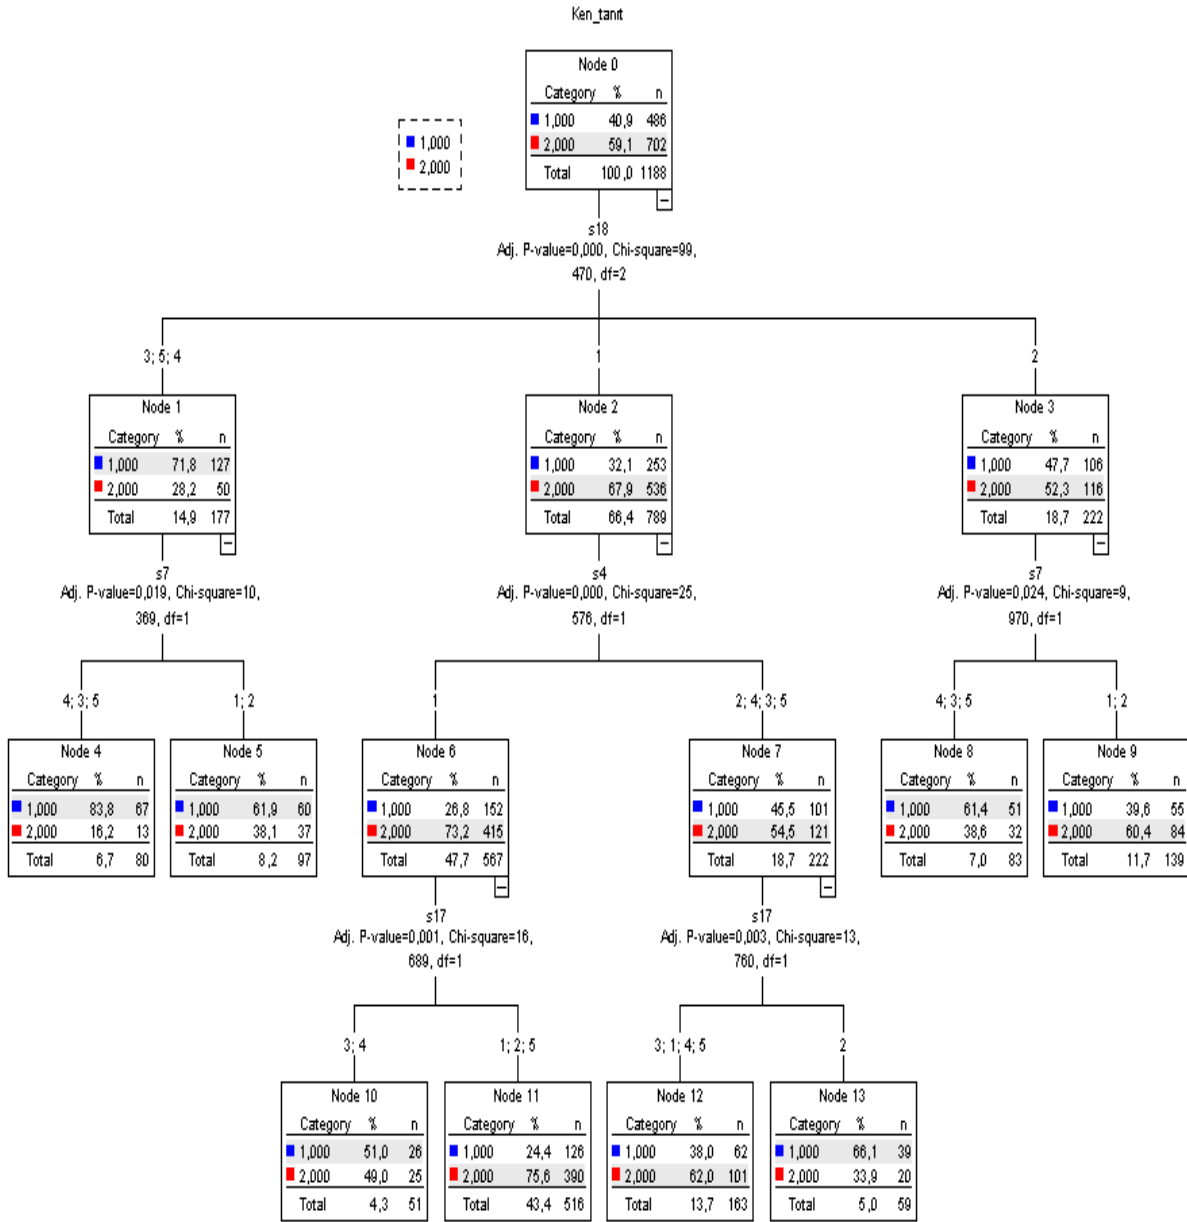 Ken_tanıt
Node 0
Category % n
1,000 40,9 486
2,000 59,1 702
Total 100,0 1188
1,000
2,000
s18
Adj. P-value=0,000, Chi-square=99,
470, df=2
3; 5; 4
1
2
Node 1
Category % n
1,000 71,8 127
2,000 28,2 50
Total 14,9 177
Node 2
Category % n
1,000 32,1 253
2,000 67,9 536
Total 66,4 789
Node 3
Category % n
1,000 47,7 106
2,000 52,3 116
Total 18,7 222
s7
Adj. P-value=0,019, Chi-square=10,
369, df=1
s4
Adj. P-value=0,000, Chi-square=25,
576, df=1
s7
Adj. P-value=0,024, Chi-square=9,
970, df=1
4; 3; 5
1; 2
1
2; 4; 3; 5
4; 3; 5
1; 2
Node 4
Category % n
1,000 83,8 67
2,000 16,2 13
Total 6,7 80
Node 5
Category % n
1,000 61,9 60
2,000 38,1 37
Total 8,2 97
Node 6
Category % n
1,000 26,8 152
2,000 73,2 415
Total 47,7 567
Node 7
Category % n
1,000 45,5 101
2,000 54,5 121
Total 18,7 222
Node 8
Category % n
1,000 61,4 51
2,000 38,6 32
Total 7,0 83
Node 9
Category % n
1,000 39,6 55
2,000 60,4 84
Total 11,7 139
s17
Adj. P-value=0,001, Chi-square=16,
689, df=1
s17
Adj. P-value=0,003, Chi-square=13,
760, df=1
3; 4
1; 2; 5
3; 1; 4; 5
2
Node 10
Category % n
1,000 51,0 26
2,000 49,0 25
Total 4,3 51
Node 11
Category % n
1,000 24,4 126
2,000 75,6 390
Total 43,4 516
Node 12
Category % n
1,000 38,0 62
2,000 62,0 101
Total 13,7 163
Node 13
Category % n
1,000 66,1 39
2,000 33,9 20
Total 5,0 59